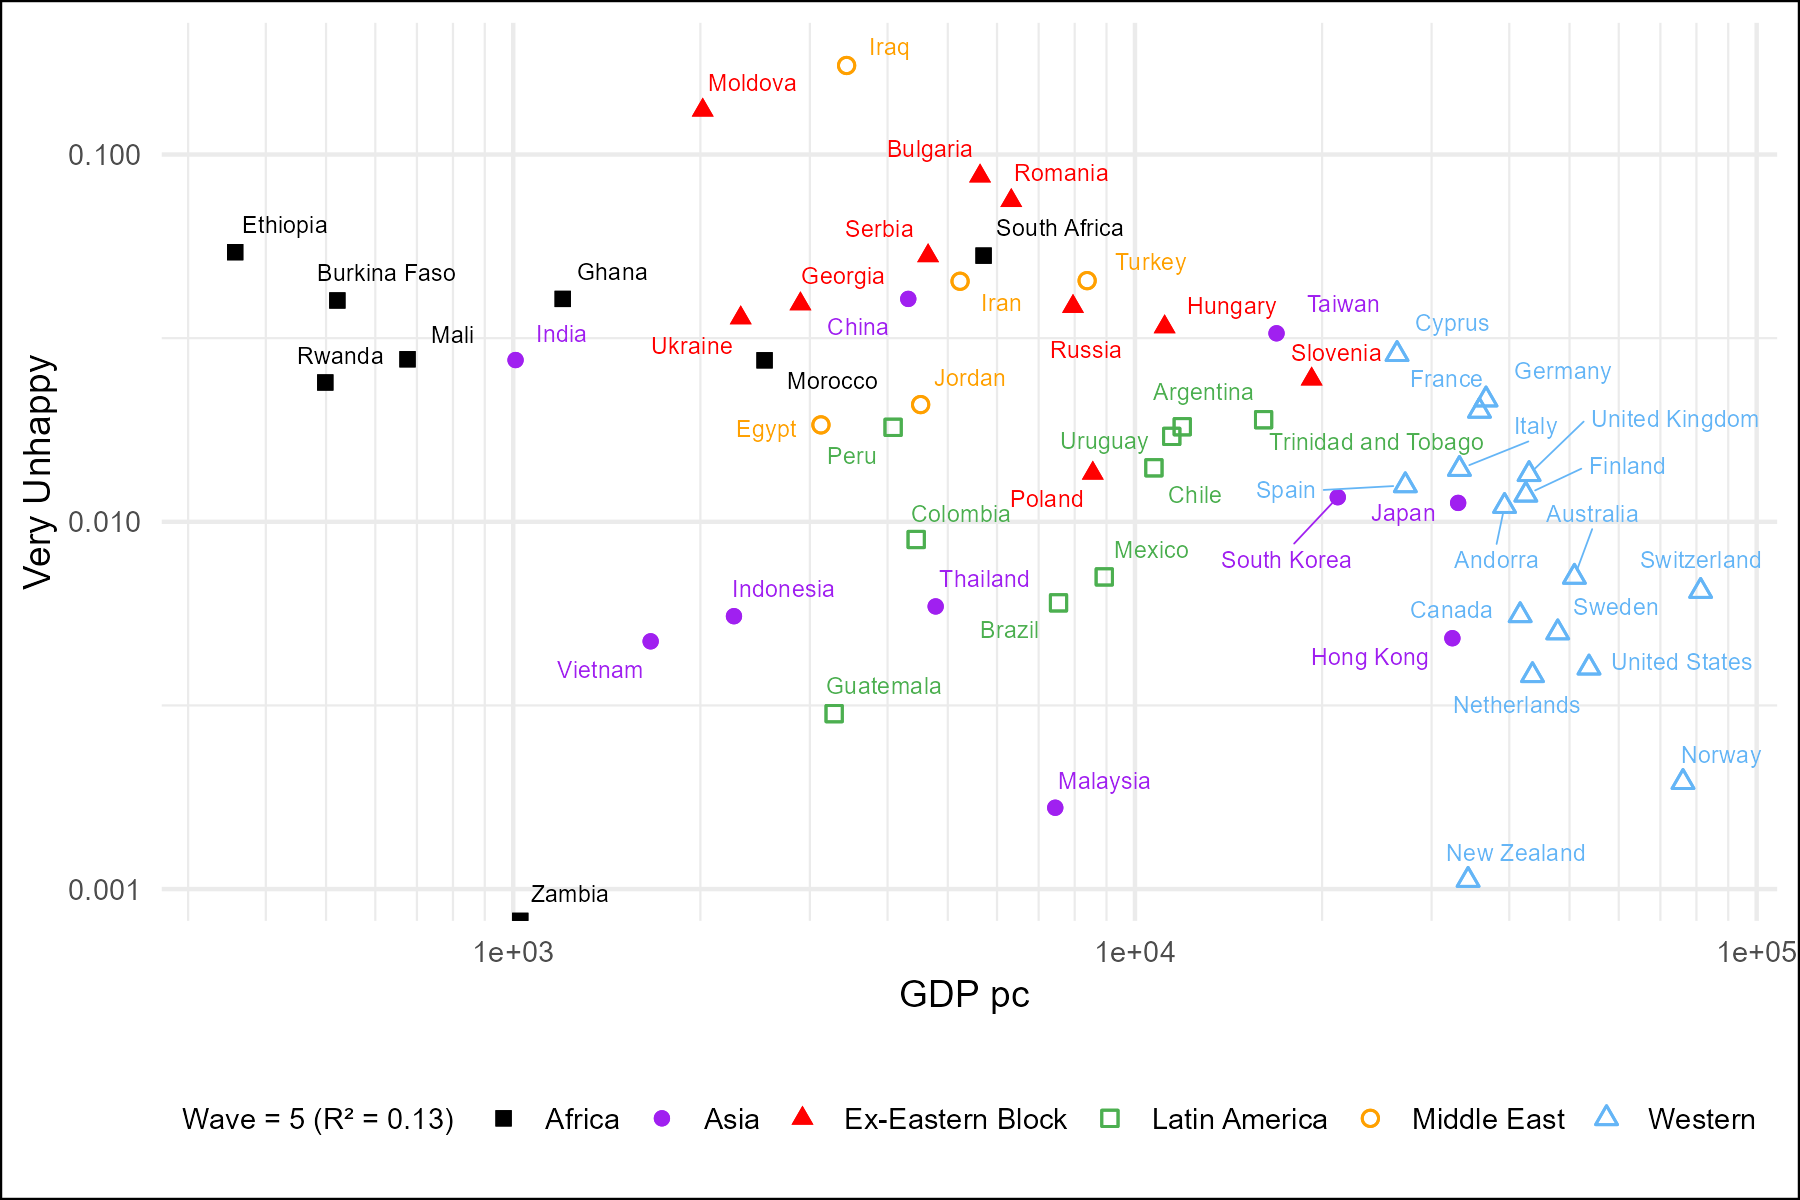 Iraq
Moldova
0.100
Bulgaria
Romania
Ethiopia
South Africa
Serbia
Turkey
Burkina Faso
Ghana
Georgia
Iran
Taiwan
Hungary
Cyprus
China
Mali
India
Ukraine
Russia
Slovenia
Rwanda
Morocco
Jordan
France
Germany
Argentina
United Kingdom
Italy
Egypt
Uruguay
Trinidad and Tobago
Peru
Finland
Spain
Chile
Poland
Colombia
Japan
Australia
0.010
Mexico
South Korea
Andorra
Switzerland
Thailand
Indonesia
Canada
Sweden
Brazil
Hong Kong
United States
Vietnam
Guatemala
Netherlands
Norway
Malaysia
New Zealand
0.001
Zambia
Very Unhappy
1e+03
1e+04
1e+05
GDP pc
Wave = 5 (R² = 0.13)
Africa
Asia
Ex-Eastern Block
Latin America
Middle East
Western